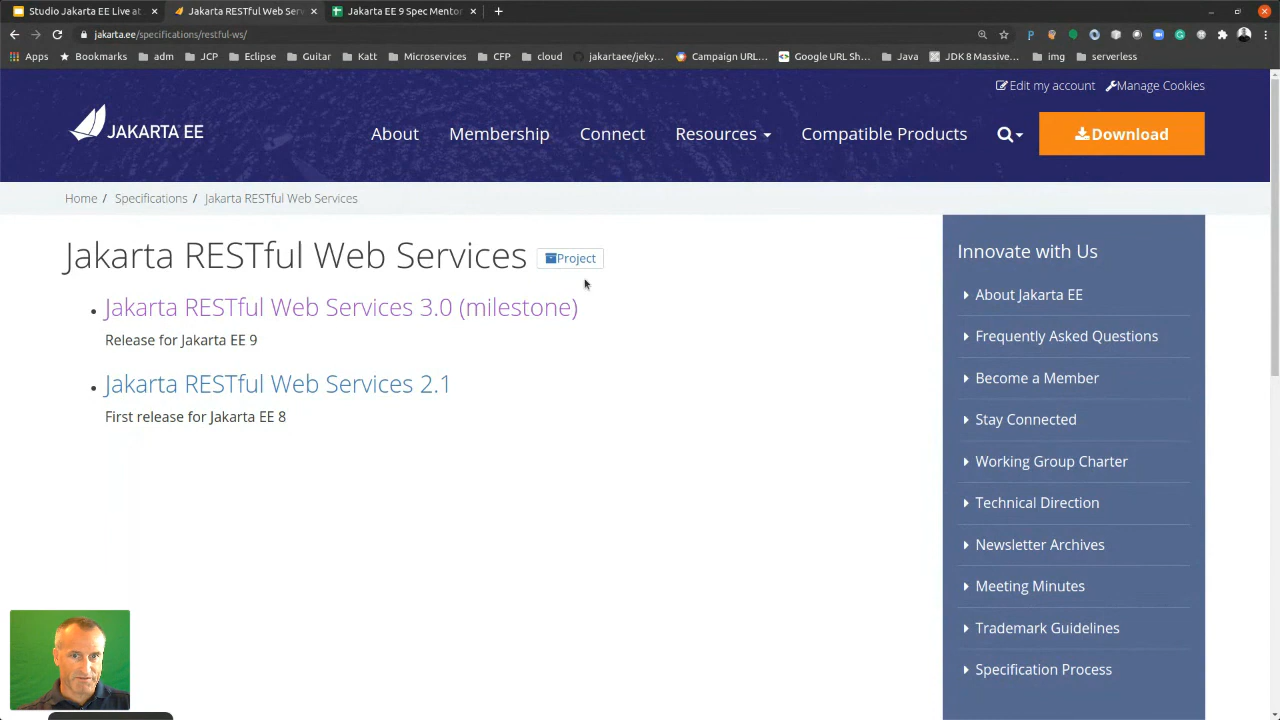 Studio Jakarta EE Live at
Jakarta RESTful Web Serv
Jakarta EE 9 Spec Mentor
jakarta.ee/specifications/restful-ws/
Apps
Bookmarks
adm
JCP
Eclipse
Guitar
Katt
Microservices
CFP
cloud
jakartaee/jeky...
Campaign URL...
Google URL Sh...
Java
JDK 8 Massive...
img
serverless
Edit my account
Manage Cookies
JAKARTA EE
About
Membership
Connect
Resources
Compatible Products
Download
Home / Specifications / Jakarta RESTful Web Services
Jakarta RESTful Web Services
Project
Jakarta RESTful Web Services 3.0 (milestone)
Release for Jakarta EE 9
Jakarta RESTful Web Services 2.1
First release for Jakarta EE 8
Innovate with Us
About Jakarta EE
Frequently Asked Questions
Become a Member
Stay Connected
Working Group Charter
Technical Direction
Newsletter Archives
Meeting Minutes
Trademark Guidelines
Specification Process